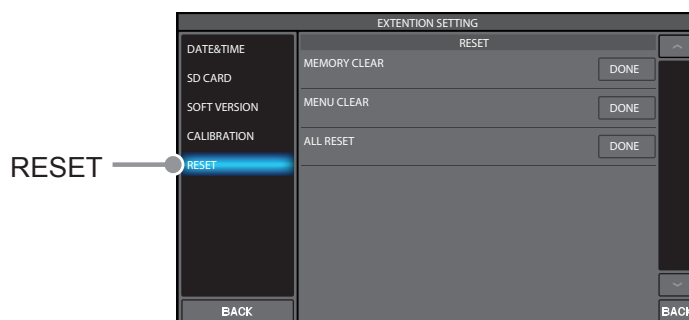 EXTENTION SETTING
RESET
DATE&TIME
SD CARD
SOFT VERSION
CALIBRATION
RESET
BACK
RESET
MEMORY CLEAR DONE
MENU CLEAR DONE
ALL RESET DONE
BACK